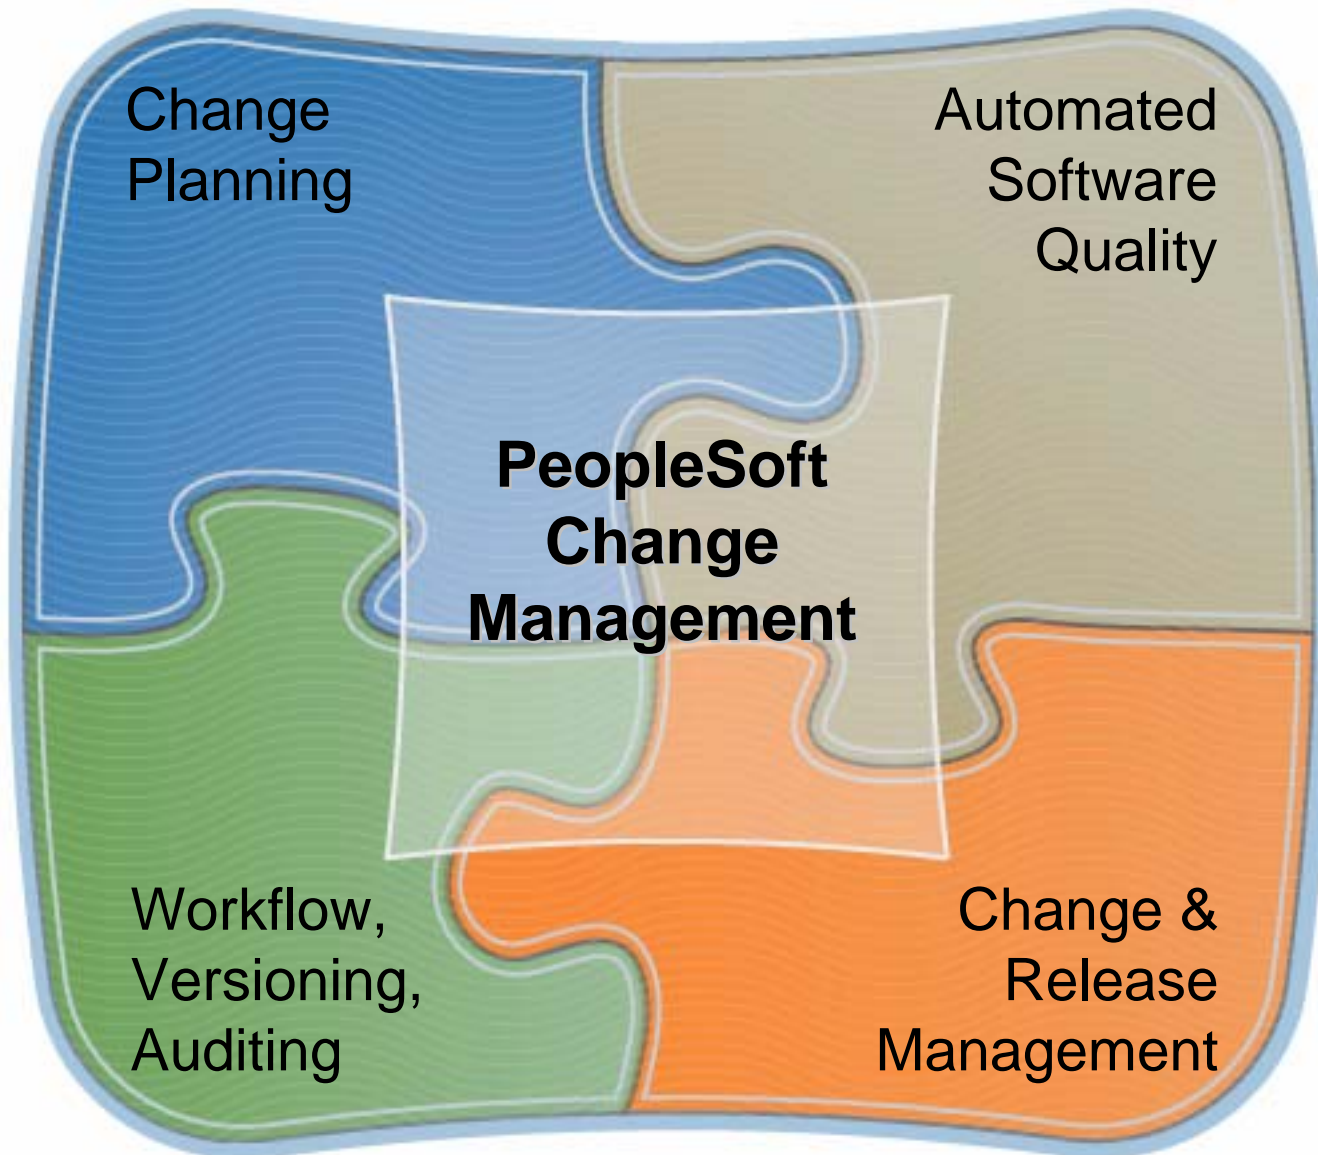 Change
Planning
Automated
Software
Quality
PeopleSoft
Change
Management
Workflow,
Versioning,
Auditing
Change &
Release
Management